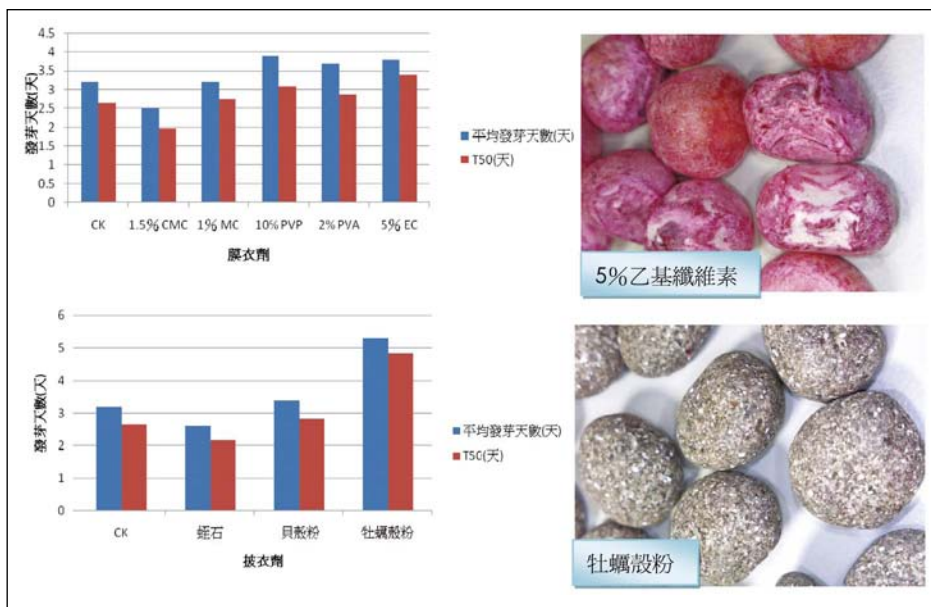 發芽天數(天)
4.5
4
3.5
3
2.5
2
1.5
1
0.5
0
CK 1.5% CMC 1% MC 10% PVP 2% PVA 5% EC
膜衣劑
平均發芽天數(天)
T50(天)
5%乙基纖維素
發芽天數(天)
6
5
4
3
2
1
0
CK 蛭石 貝殼粉 牡蠣殼粉
披衣劑
平均發芽天數(天)
T50(天)
牡蠣殼粉